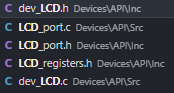 C dev_LCD.h Devices\API\Inc
C LCD_port.c Devices\API\Src
C LCD_port.h Devices\API\Inc
C LCD_registers.h Devices\API\Inc
C dev_LCD.c Devices\API\Src